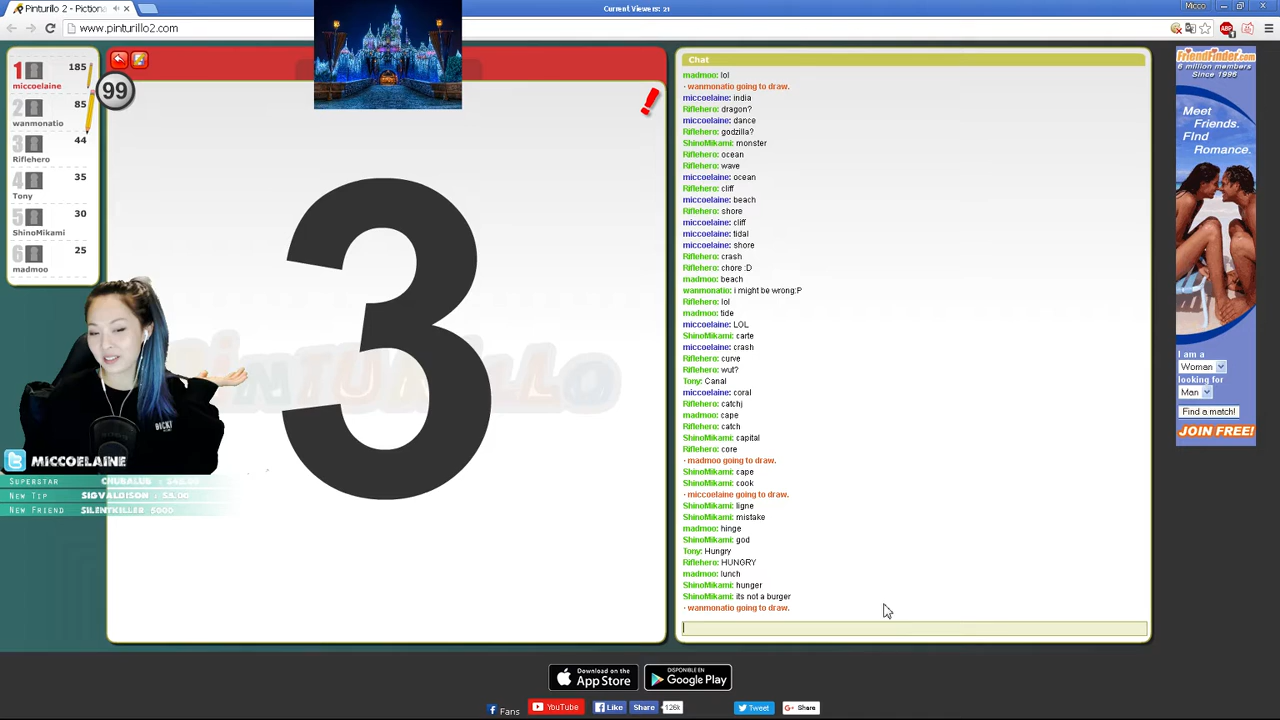 Pinturillo 2 - Pictiona
Current Viewers: 21
Micco
www.pinturillo2.com
1 185
miccoelaine
2 85
wanmonatio
3 44
Riflehero
4 35
Tony
5 30
ShinoMikami
6 25
madmoo
99
3
Chat
madmoo: lol
· wanmonatio going to draw.
miccoelaine: india
Riflehero: dragon?
miccoelaine: dance
Riflehero: godzilla?
ShinoMikami: monster
Riflehero: ocean
Riflehero: wave
miccoelaine: ocean
Riflehero: cliff
miccoelaine: beach
Riflehero: shore
miccoelaine: cliff
miccoelaine: tidal
miccoelaine: shore
Riflehero: crash
Riflehero: chore :D
madmoo: beach
wanmonatio: i might be wrong:P
Riflehero: lol
madmoo: tide
miccoelaine: LOL
ShinoMikami: carte
miccoelaine: crash
Riflehero: curve
Riflehero: wut?
Tony: Canal
miccoelaine: coral
Riflehero: catchj
madmoo: cape
Riflehero: catch
ShinoMikami: capital
Riflehero: core
· madmoo going to draw.
ShinoMikami: cape
ShinoMikami: cook
· miccoelaine going to draw.
ShinoMikami: ligne
ShinoMikami: mistake
madmoo: hinge
ShinoMikami: god
Tony: Hungry
Riflehero: HUNGRY
madmoo: lunch
ShinoMikami: hunger
ShinoMikami: its not a burger
· wanmonatio going to draw.
FriendFinder.com
6 million members
Since 1996
Meet
Friends.
Find
Romance.
I am a
Woman
looking for
Man
Find a match!
JOIN FREE!
MICCOELAINE
SUPERSTAR
NEW TIP SIGVALDISON : $5.00
NEW FRIEND SILENTKILLER 5000
Download on the
App Store
DISPONIBLE EN
Google Play
Fans
YouTube
Like
Share
126k
Tweet
Share